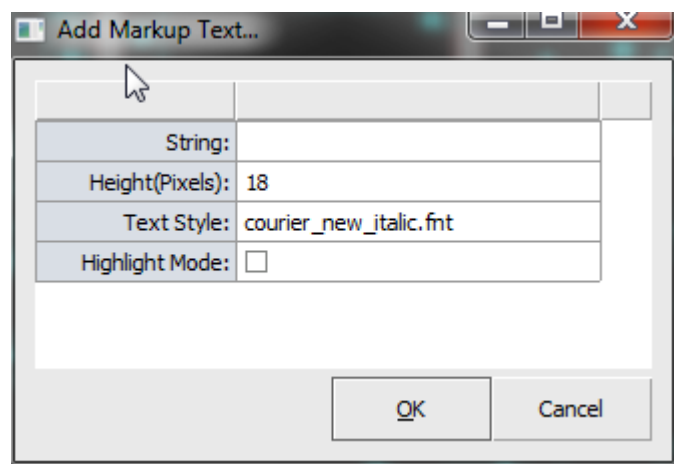 Add Markup Text...
String:
Height(Pixels): 18
Text Style: courier_new_italic.fnt
Highlight Mode:
OK Cancel